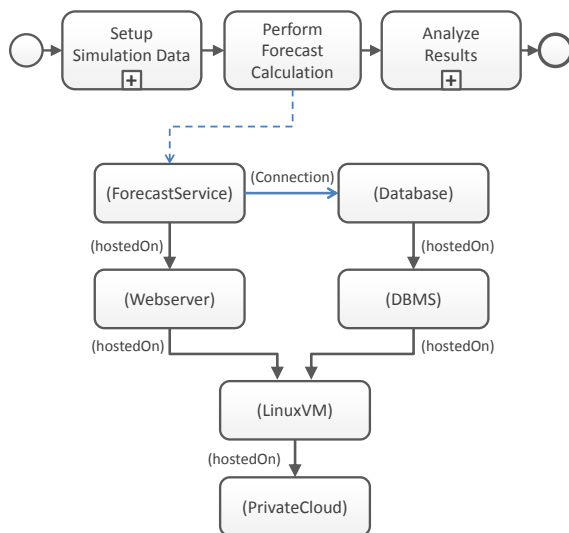 Setup
Simulation Data
+
Perform
Forecast
Calculation
Analyze
Results
+
(ForecastService)
(Connection)
(Database)
(hostedOn)
(hostedOn)
(Webserver)
(DBMS)
(hostedOn)
(hostedOn)
(LinuxVM)
(hostedOn)
(PrivateCloud)